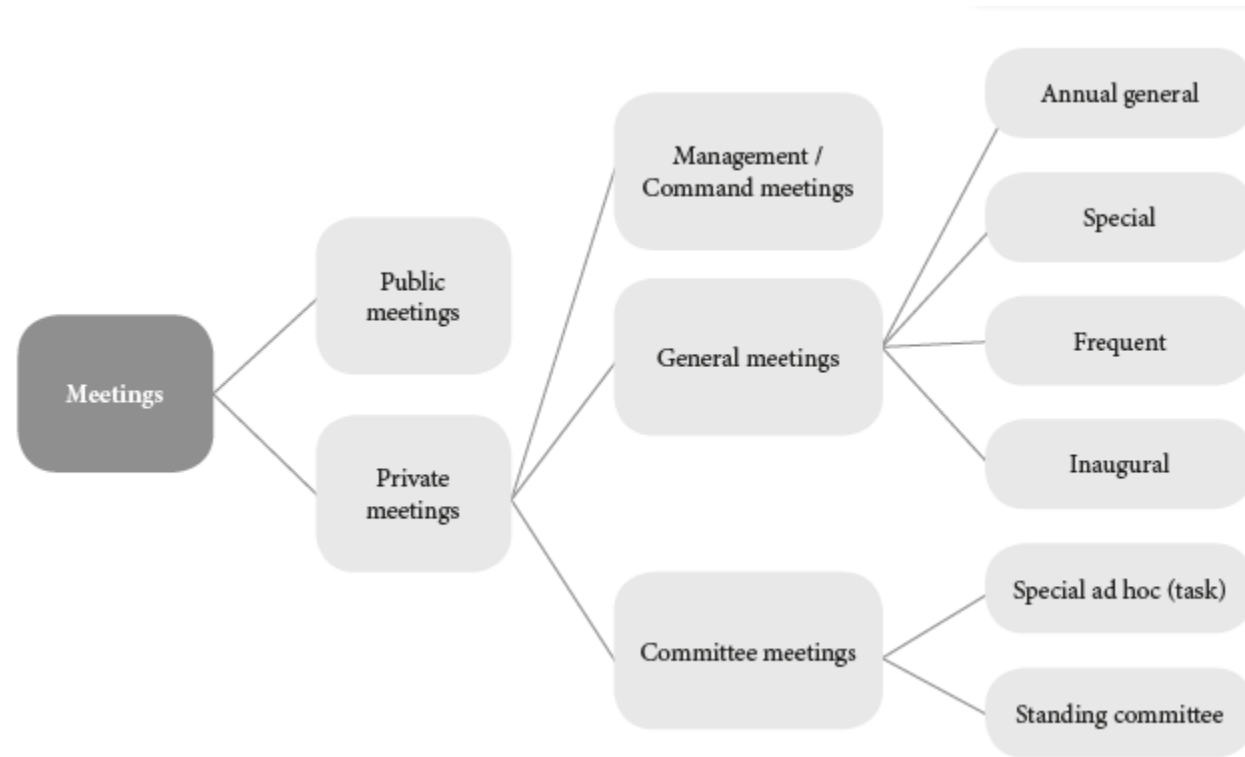 Meetings
Public
meetings
Private
meetings
Management /
Command meetings
General meetings
Committee meetings
Annual general
Special
Frequent
Inaugural
Special ad hoc (task)
Standing committee